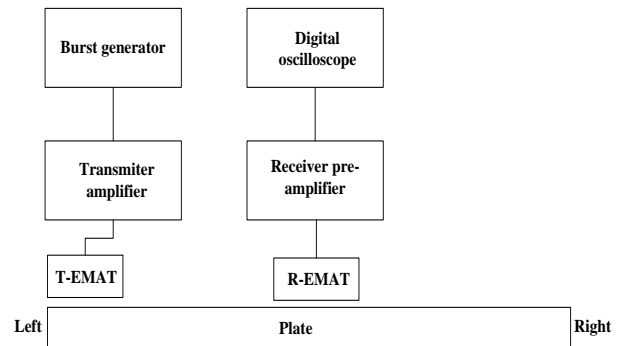 Burst generator
Digital
oscilloscope
Transmiter
amplifier
Receiver pre-
amplifier
T-EMAT
R-EMAT
Left
Plate
Right